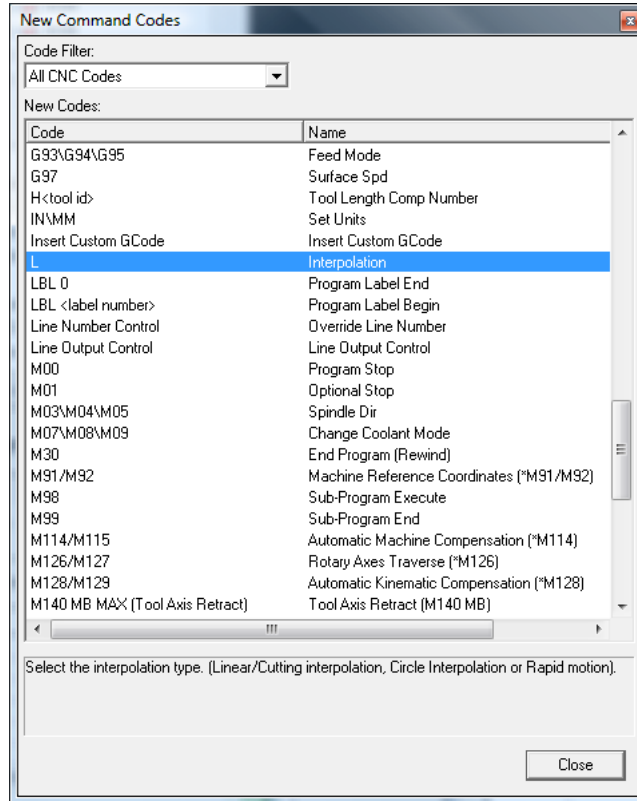 New Command Codes
Code Filter:
All CNC Codes
New Codes:
Code Name
G93\G94\G95 Feed Mode
G97 Surface Spd
H<tool id> Tool Length Comp Number
IN\MM Set Units
Insert Custom GCode Insert Custom GCode
L Interpolation
LBL 0 Program Label End
LBL <label number> Program Label Begin
Line Number Control Override Line Number
Line Output Control Line Output Control
M00 Program Stop
M01 Optional Stop
M03\M04\M05 Spindle Dir
M07\M08\M09 Change Coolant Mode
M30 End Program (Rewind)
M91/M92 Machine Reference Coordinates (*M91/M92)
M98 Sub-Program Execute
M99 Sub-Program End
M114/M115 Automatic Machine Compensation (*M114)
M126/M127 Rotary Axes Traverse (*M126)
M128/M129 Automatic Kinematic Compensation (*M128)
M140 MB MAX (Tool Axis Retract) Tool Axis Retract (M140 MB)
Select the interpolation type. (Linear/Cutting interpolation, Circle Interpolation or Rapid motion).
Close